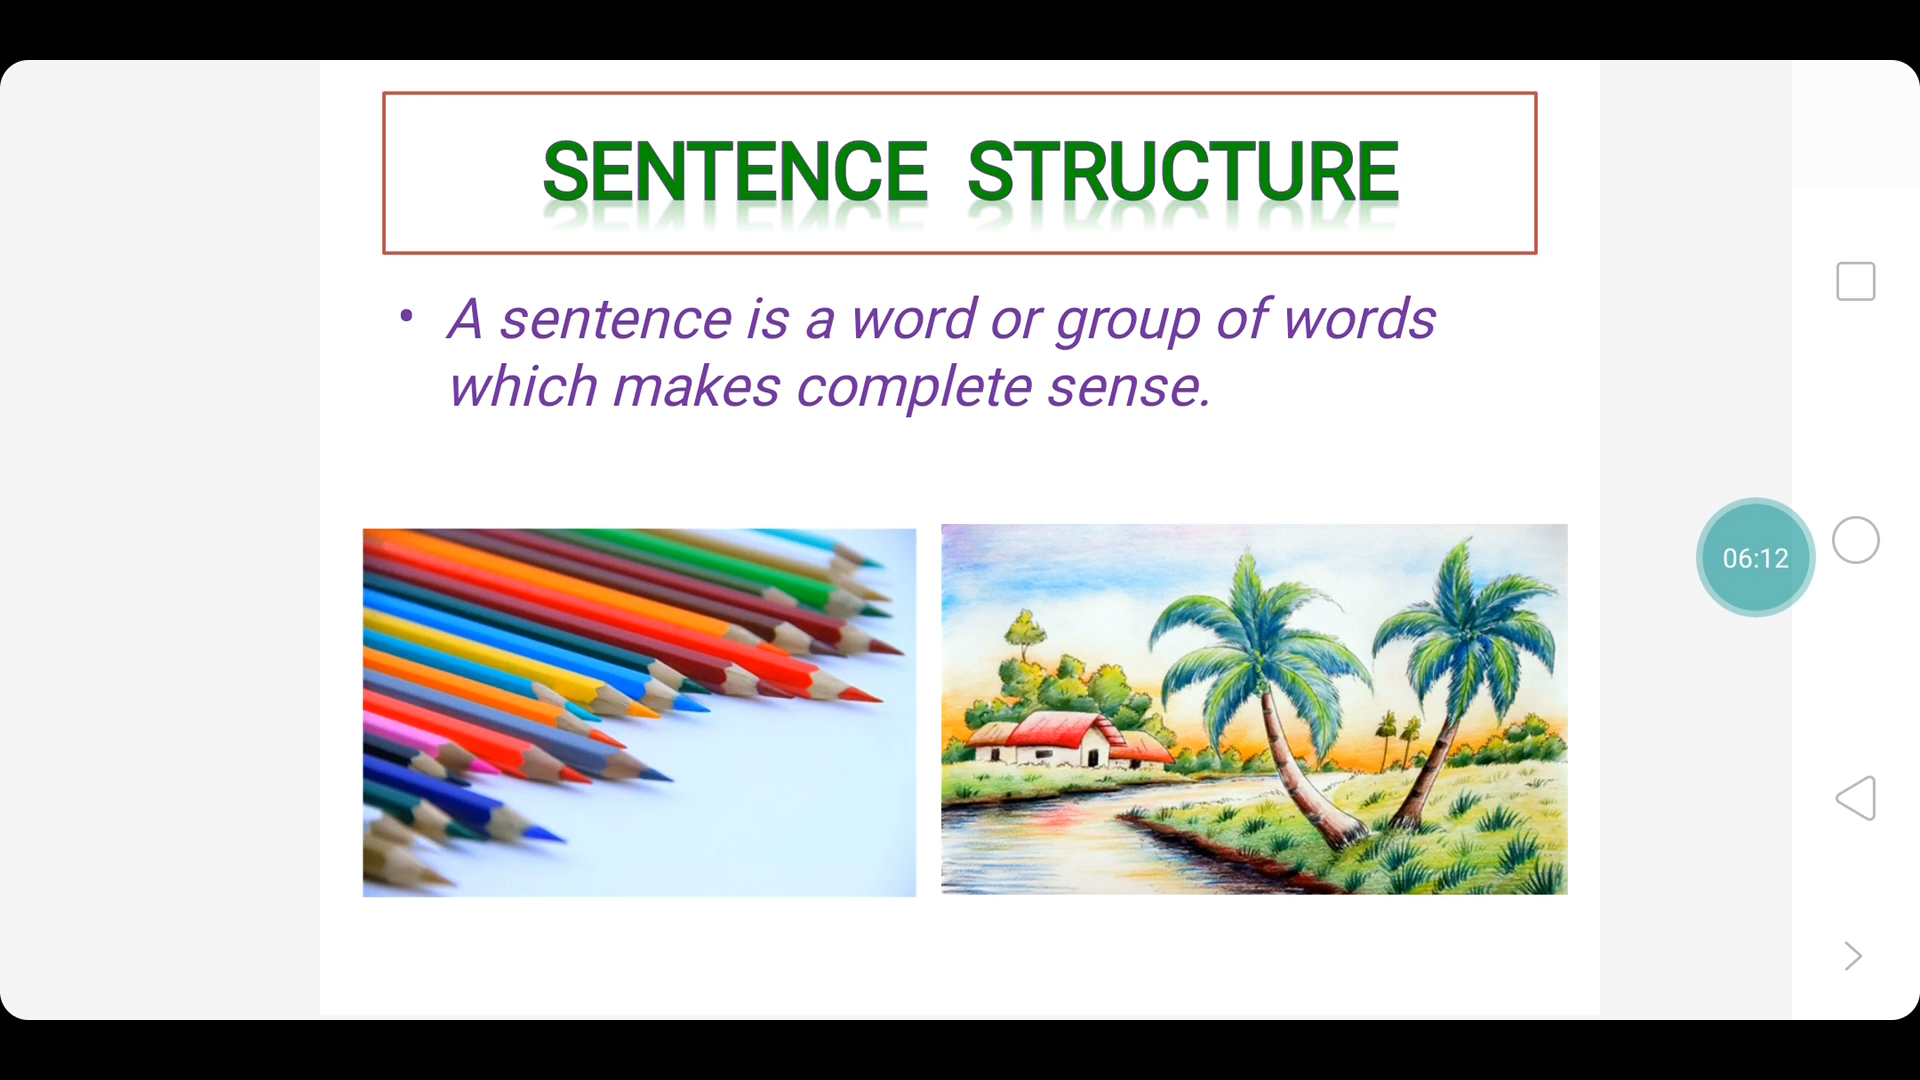 SENTENCE STRUCTURE
• A sentence is a word or group of words
which makes complete sense.
06:12